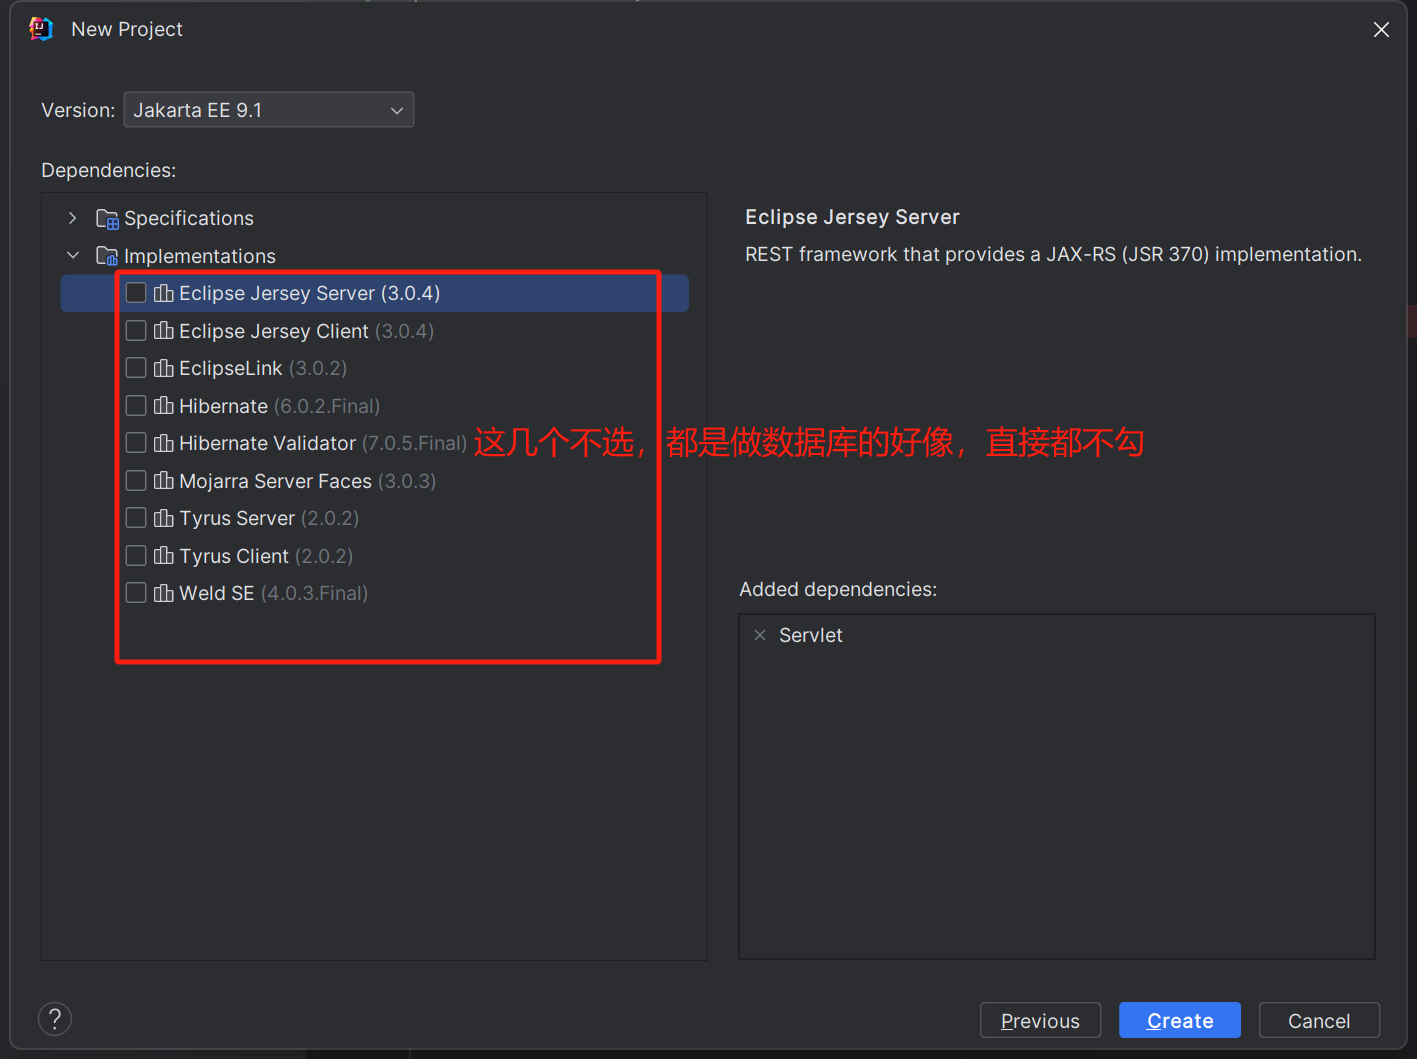 New Project
Version: Jakarta EE 9.1
Dependencies:
Specifications
Implementations
Eclipse Jersey Server (3.0.4)
Eclipse Jersey Client (3.0.4)
EclipseLink (3.0.2)
Hibernate (6.0.2.Final)
Hibernate Validator (7.0.5.Final) 这几个不选，都是做数据库的好像，直接都不勾
Mojarra Server Faces (3.0.3)
Tyrus Server (2.0.2)
Tyrus Client (2.0.2)
Weld SE (4.0.3.Final)
Eclipse Jersey Server
REST framework that provides a JAX-RS (JSR 370) implementation.
Added dependencies:
Servlet
?
Previous
Create
Cancel